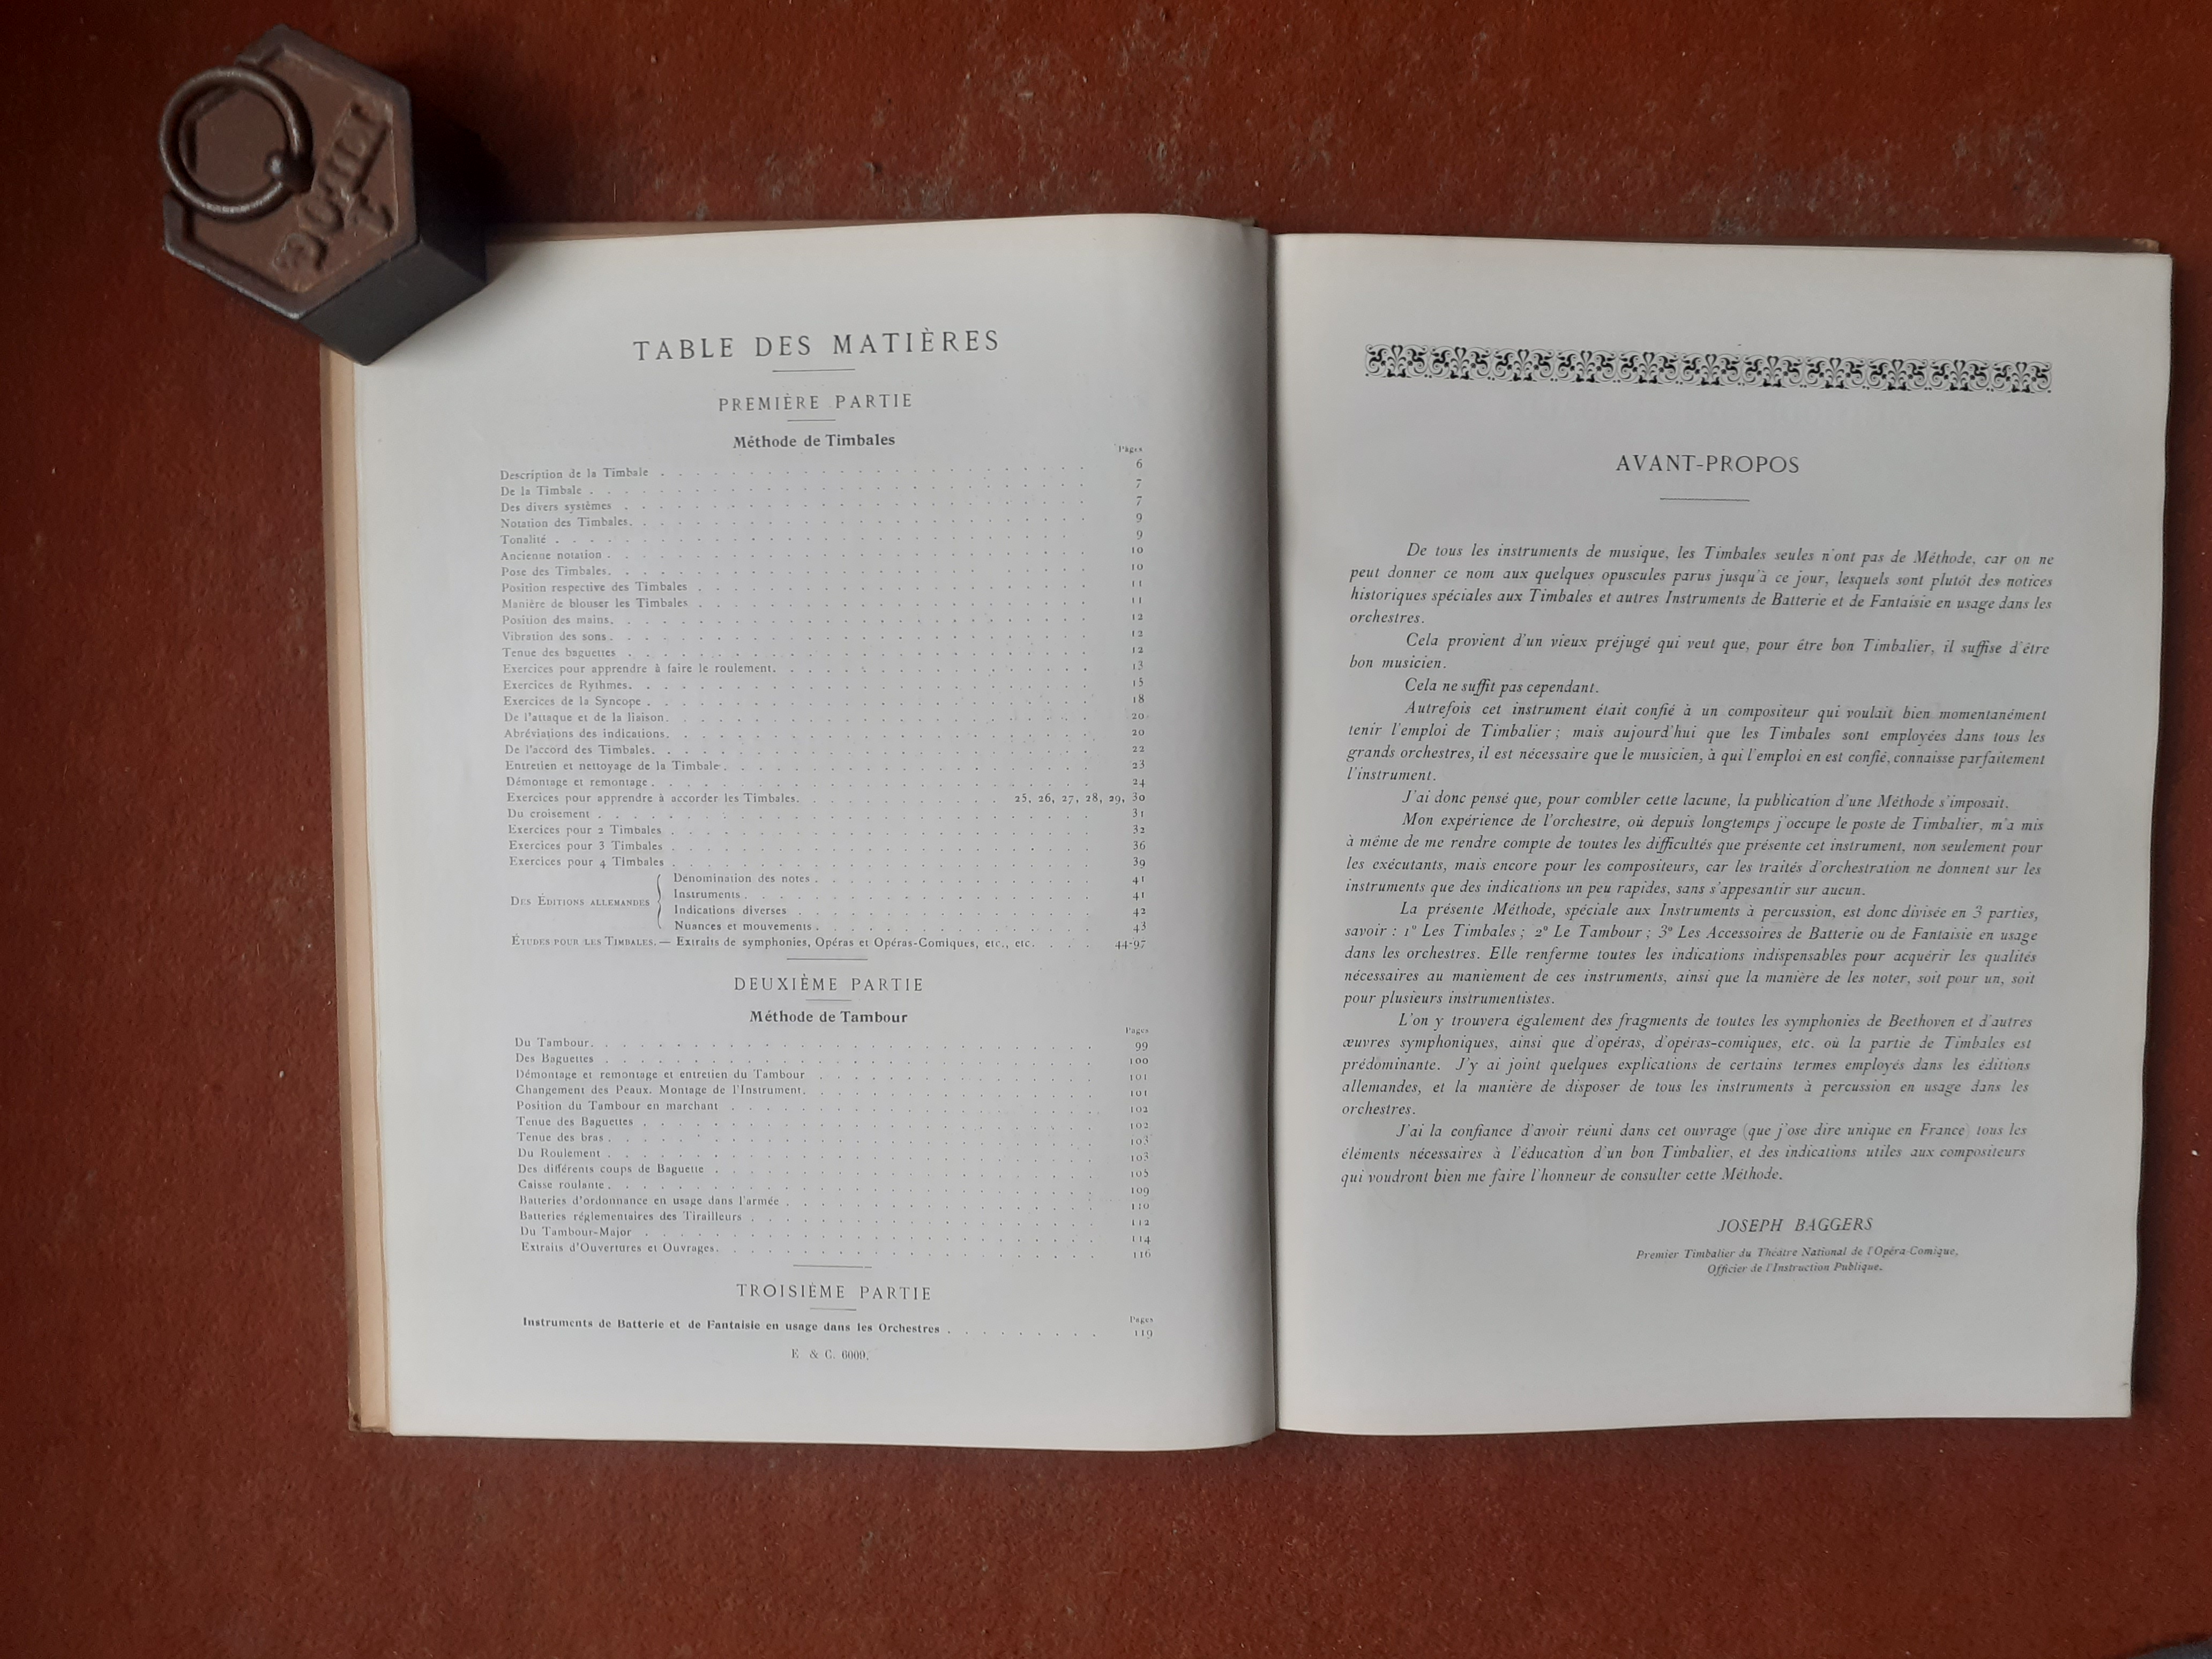 TABLE DES MATIÈRES
PREMIÈRE PARTIE
Méthode de Timbales
Pages
Description de la Timbale . . . 6
De la Timbale . . . 7
Des divers systèmes . . . 7
Notation des Timbales. . . . 9
Tonalité . . . 9
Ancienne notation . . . 10
Pose des Timbales. . . . 10
Position respective des Timbales . . . 11
Manière de blouser les Timbales . . . 11
Position des mains. . . . 12
Vibration des sons. . . . 12
Tenue des baguettes . . . 12
Exercices pour apprendre à faire le roulement. . . . 13
Exercices de Rythmes. . . . 15
Exercices de la Syncope . . . 18
De l'attaque et de la liaison. . . . 20
Abréviations des indications. . . . 20
De l'accord des Timbales. . . . 22
Entretien et nettoyage de la Timbale. . . . 23
Démontage et remontage. . . . 24
Exercices pour apprendre à accorder les Timbales. . . . 25, 26, 27, 28, 29, 30
Du croisement . . . 31
Exercices pour 2 Timbales . . . 32
Exercices pour 3 Timbales . . . 36
Exercices pour 4 Timbales . . . 39
DES ÉDITIONS ALLEMANDES
Denomination des notes . . . 41
Instruments. . . . 41
Indications diverses . . . 42
Nuances et mouvements. . . . 43
ÉTUDES POUR LES TIMBALES. — Extraits de symphonies, Opéras et Opéras-Comiques, etc., etc. . . . 44-97
DEUXIÈME PARTIE
Méthode de Tambour
Pages
Du Tambour. . . . 99
Des Baguettes . . . 100
Démontage et remontage et entretien du Tambour . . . 101
Changement des Peaux. Montage de l'Instrument. . . . 101
Position du Tambour en marchant . . . 102
Tenue des Baguettes . . . 102
Tenue des bras. . . . 103
Du Roulement . . . 103
Des différents coups de Baguette . . . 105
Caisse roulante. . . . 109
Batteries d'ordonnance en usage dans l'armée . . . 110
Batteries réglementaires des Tirailleurs . . . 112
Du Tambour-Major . . . 114
Extraits d'Ouvertures et Ouvrages. . . . 116
TROISIÈME PARTIE
Pages
Instruments de Batterie et de Fantaisie en usage dans les Orchestres . . . 119
E. & C. 6009.
AVANT-PROPOS
De tous les instruments de musique, les Timbales seules n'ont pas de Méthode, car on ne
peut donner ce nom aux quelques opuscules parus jusqu'à ce jour, lesquels sont plutôt des notices
historiques spéciales aux Timbales et autres Instruments de Batterie et de Fantaisie en usage dans les
orchestres.
Cela provient d'un vieux préjugé qui veut que, pour être bon Timbalier, il suffise d'être
bon musicien.
Cela ne suffit pas cependant.
Autrefois cet instrument était confié à un compositeur qui voulait bien momentanément
tenir l'emploi de Timbalier ; mais aujourd'hui que les Timbales sont employées dans tous les
grands orchestres, il est nécessaire que le musicien, à qui l'emploi en est confié, connaisse parfaitement
l'instrument.
J'ai donc pensé que, pour combler cette lacune, la publication d'une Méthode s'imposait.
Mon expérience de l'orchestre, où depuis longtemps j'occupe le poste de Timbalier, m'a mis
à même de me rendre compte de toutes les difficultés que présente cet instrument, non seulement pour
les exécutants, mais encore pour les compositeurs, car les traités d'orchestration ne donnent sur les
instruments que des indications un peu rapides, sans s'appesantir sur aucun.
La présente Méthode, spéciale aux Instruments à percussion, est donc divisée en 3 parties,
savoir : 1° Les Timbales ; 2° Le Tambour ; 3° Les Accessoires de Batterie ou de Fantaisie en usage
dans les orchestres. Elle renferme toutes les indications indispensables pour acquérir les qualités
nécessaires au maniement de ces instruments, ainsi que la manière de les noter, soit pour un, soit
pour plusieurs instrumentistes.
L'on y trouvera également des fragments de toutes les symphonies de Beethoven et d'autres
œuvres symphoniques, ainsi que d'opéras, d'opéras-comiques, etc. où la partie de Timbales est
prédominante. J'y ai joint quelques explications de certains termes employés dans les éditions
allemandes, et la manière de disposer de tous les instruments à percussion en usage dans les
orchestres.
J'ai la confiance d'avoir réuni dans cet ouvrage (que j'ose dire unique en France) tous les
éléments nécessaires à l'éducation d'un bon Timbalier, et des indications utiles aux compositeurs
qui voudront bien me faire l'honneur de consulter cette Méthode.
JOSEPH BAGGERS
Premier Timbalier du Théâtre National de l'Opéra-Comique,
Officier de l'Instruction Publique.